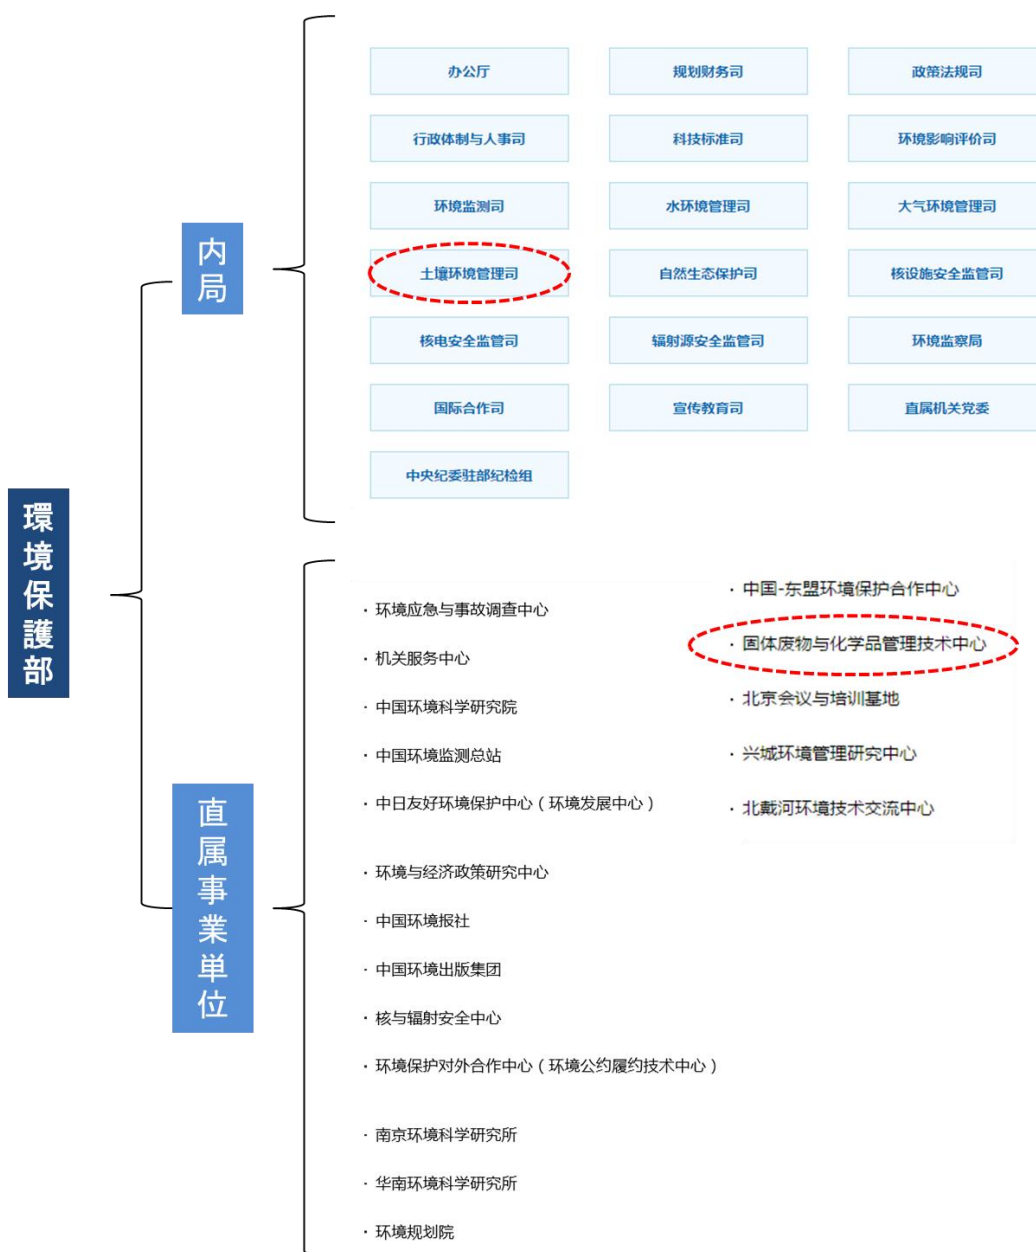 环境保護部
内局
办公厅
规划财务司
政策法规司
行政体制与人事司
科技标准司
环境影响评价司
环境监测司
水环境管理司
大气环境管理司
土壤环境管理司
自然生态保护司
核设施安全监管司
核电安全监管司
辐射源安全监管司
环境监察局
国际合作司
宣传教育司
直属机关党委
中央纪委驻部纪检组
直属事業単位
· 环境应急与事故调查中心
· 机关服务中心
· 中国环境科学研究院
· 中国环境监测总站
· 中日友好环境保护中心（环境发展中心）
· 环境与经济政策研究中心
· 中国环境报社
· 中国环境出版集团
· 核与辐射安全中心
· 环境保护对外合作中心（环境公约履约技术中心）
· 南京环境科学研究所
· 华南环境科学研究所
· 环境规划院
· 中国-东盟环境保护合作中心
· 固体废物与化学品管理技术中心
· 北京会议与培训基地
· 兴城环境管理研究中心
· 北戴河环境技术交流中心